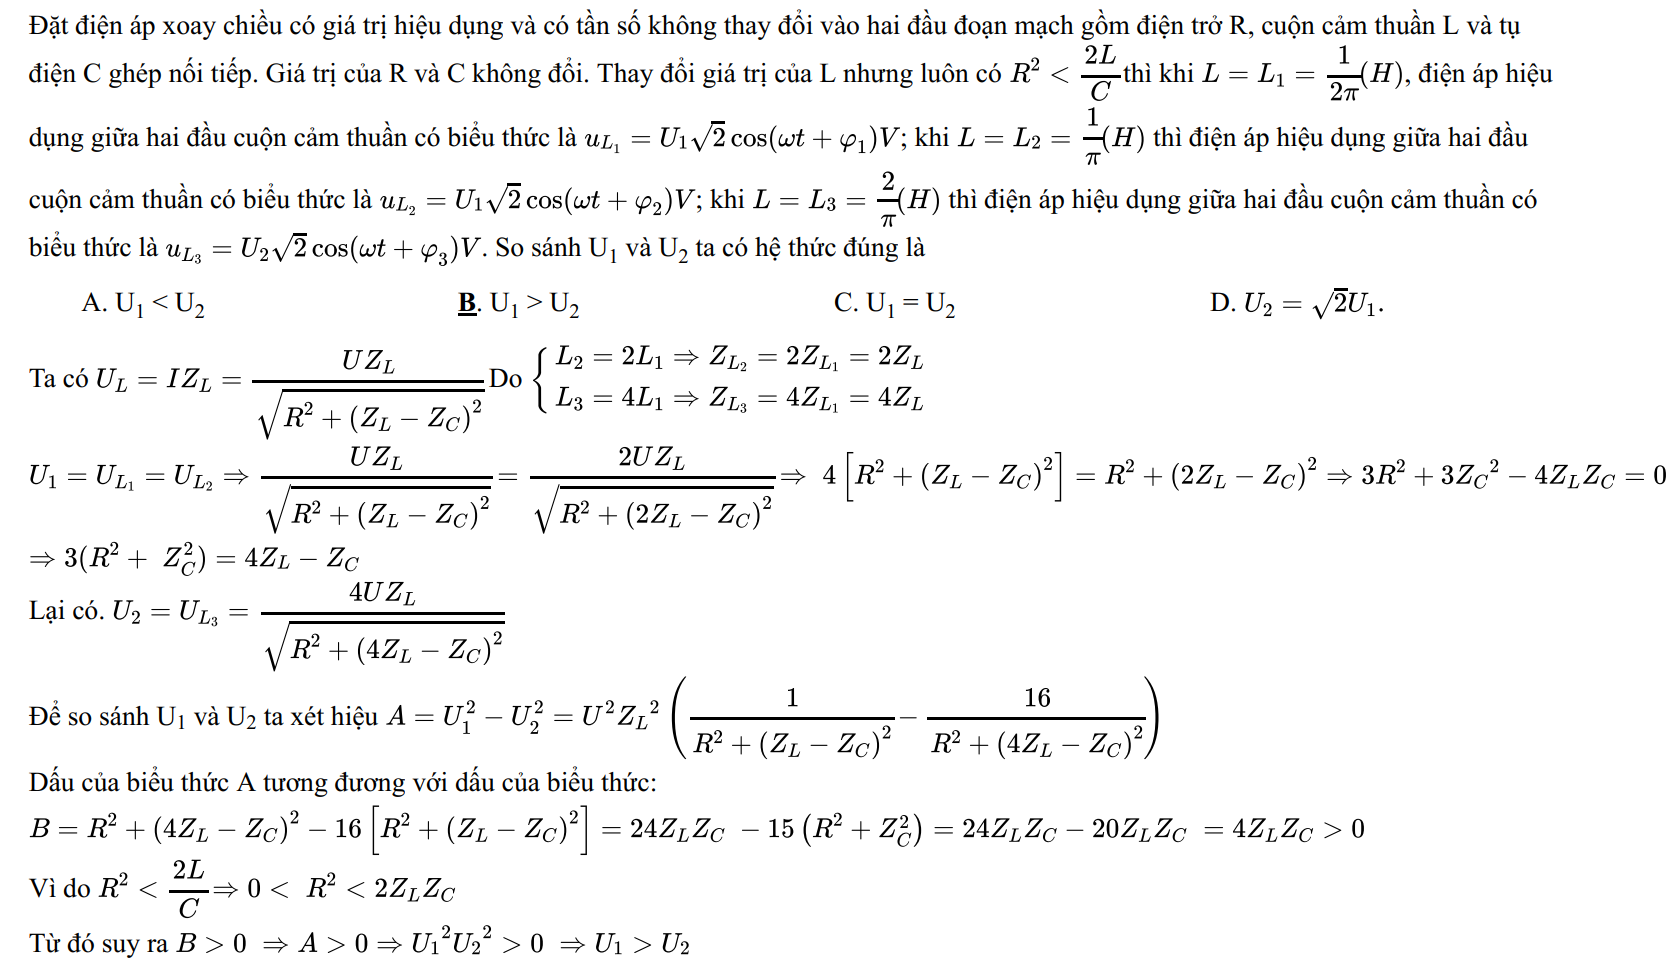 Đặt điện áp xoay chiều có giá trị hiệu dụng và có tần số không thay đổi vào hai đầu đoạn mạch gồm điện trở R, cuộn cảm thuần L và tụ
điện C ghép nối tiếp. Giá trị của R và C không đổi. Thay đổi giá trị của L nhưng luôn có $R^2 < \frac{2L}{C}$ thì khi $L = L_1 = \frac{1}{2\pi}(H)$, điện áp hiệu
dụng giữa hai đầu cuộn cảm thuần có biểu thức là $u_{L_1} = U_1\sqrt{2}\cos(\omega t + \varphi_1)V$; khi $L = L_2 = \frac{1}{\pi}(H)$ thì điện áp hiệu dụng giữa hai đầu
cuộn cảm thuần có biểu thức là $u_{L_2} = U_1\sqrt{2}\cos(\omega t + \varphi_2)V$; khi $L = L_3 = \frac{2}{\pi}(H)$ thì điện áp hiệu dụng giữa hai đầu cuộn cảm thuần có
biểu thức là $u_{L_3} = U_2\sqrt{2}\cos(\omega t + \varphi_3)V$. So sánh $U_1$ và $U_2$ ta có hệ thức đúng là
A. $U_1 < U_2$ B. $U_1 > U_2$ C. $U_1 = U_2$ D. $U_2 = \sqrt{2}U_1$.
Ta có $U_L = IZ_L = \frac{UZ_L}{\sqrt{R^2 + (Z_L - Z_C)^2}}$ Do $\begin{cases} L_2 = 2L_1 \Rightarrow Z_{L_2} = 2Z_{L_1} = 2Z_L \\ L_3 = 4L_1 \Rightarrow Z_{L_3} = 4Z_{L_1} = 4Z_L \end{cases}$
$U_1 = U_{L_1} = U_{L_2} \Rightarrow \frac{UZ_L}{\sqrt{R^2 + (Z_L - Z_C)^2}} = \frac{2UZ_L}{\sqrt{R^2 + (2Z_L - Z_C)^2}} \Rightarrow 4\left[R^2 + (Z_L - Z_C)^2\right] = R^2 + (2Z_L - Z_C)^2 \Rightarrow 3R^2 + 3Z_C{}^2 - 4Z_LZ_C = 0$
$\Rightarrow 3(R^2 + Z_C^2) = 4Z_L - Z_C$
Lại có. $U_2 = U_{L_3} = \frac{4UZ_L}{\sqrt{R^2 + (4Z_L - Z_C)^2}}$
Để so sánh $U_1$ và $U_2$ ta xét hiệu $A = U_1^2 - U_2^2 = U^2Z_L{}^2\left(\frac{1}{R^2 + (Z_L - Z_C)^2} - \frac{16}{R^2 + (4Z_L - Z_C)^2}\right)$
Dấu của biểu thức A tương đương với dấu của biểu thức:
$B = R^2 + (4Z_L - Z_C)^2 - 16\left[R^2 + (Z_L - Z_C)^2\right] = 24Z_LZ_C - 15\left(R^2 + Z_C^2\right) = 24Z_LZ_C - 20Z_LZ_C = 4Z_LZ_C > 0$
Vì do $R^2 < \frac{2L}{C} \Rightarrow 0 < R^2 < 2Z_LZ_C$
Từ đó suy ra $B > 0 \Rightarrow A > 0 \Rightarrow U_1{}^2U_2{}^2 > 0 \Rightarrow U_1 > U_2$